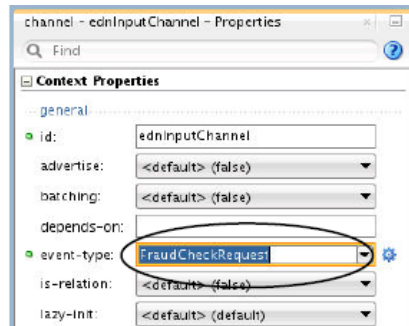 channel - ednInputChannel - Properties
Find
Context Properties
general
id: ednInputChannel
advertise: <default> (false)
batching: <default> (false)
depends-on:
event-type: FraudCheckRequest
is-relation: <default> (false)
lazy-init: <default> (default)